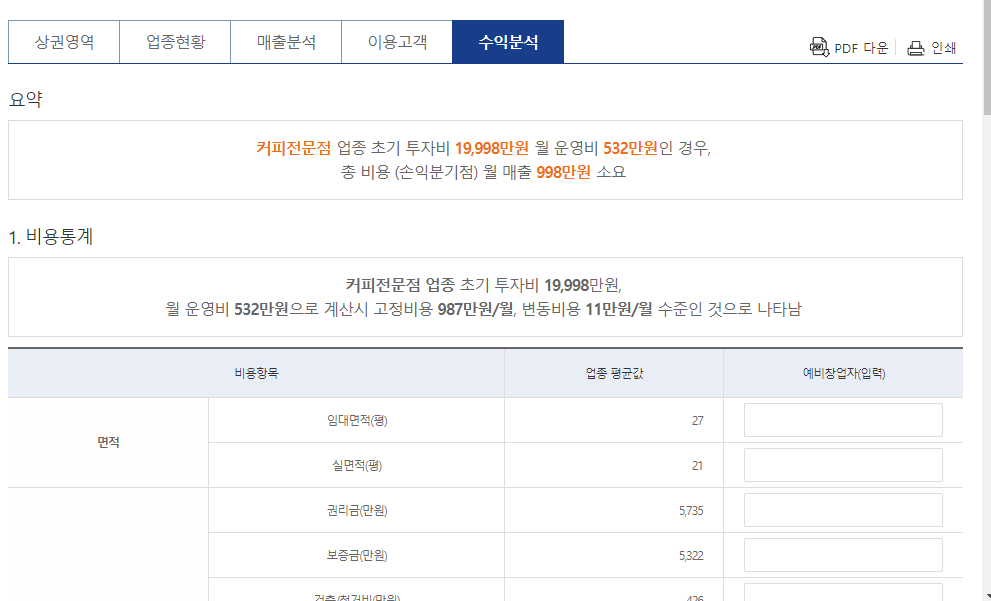 상권영역 업종현황 매출분석 이용고객 수익분석 PDF 다운 인쇄
요약
커피전문점 업종 초기 투자비 19,998만원 월 운영비 532만원인 경우,
총 비용 (손익분기점) 월 매출 998만원 소요
1. 비용통계
커피전문점 업종 초기 투자비 19,998만원,
월 운영비 532만원으로 계산시 고정비용 987만원/월, 변동비용 11만원/월 수준인 것으로 나타남
비용항목 업종 평균값 예비창업자(입력)
면적
임대면적(평) 27
실면적(평) 21
권리금(만원) 5,735
보증금(만원) 5,322
426